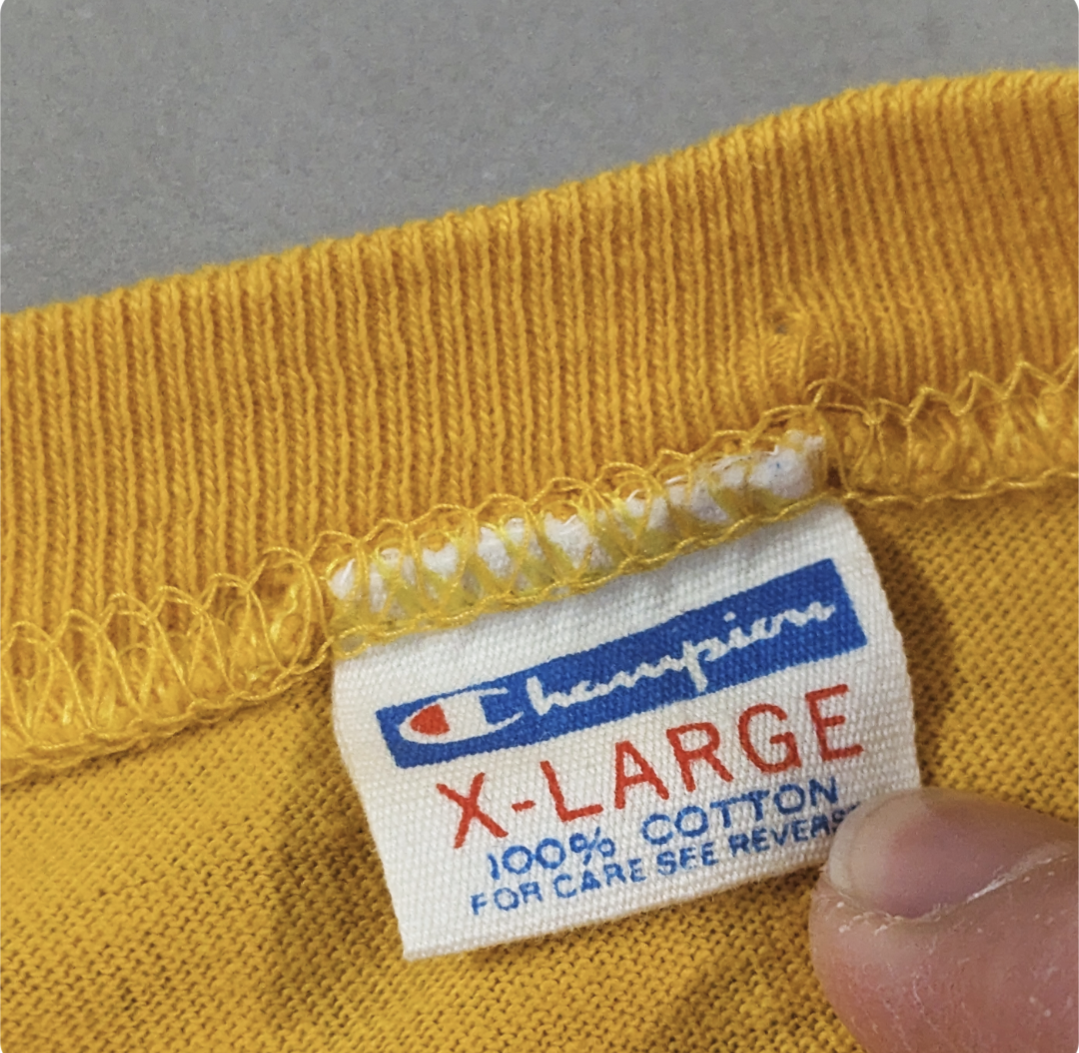 Champion
X-LARGE
100% COTTON
FOR CARE SEE REVERSE